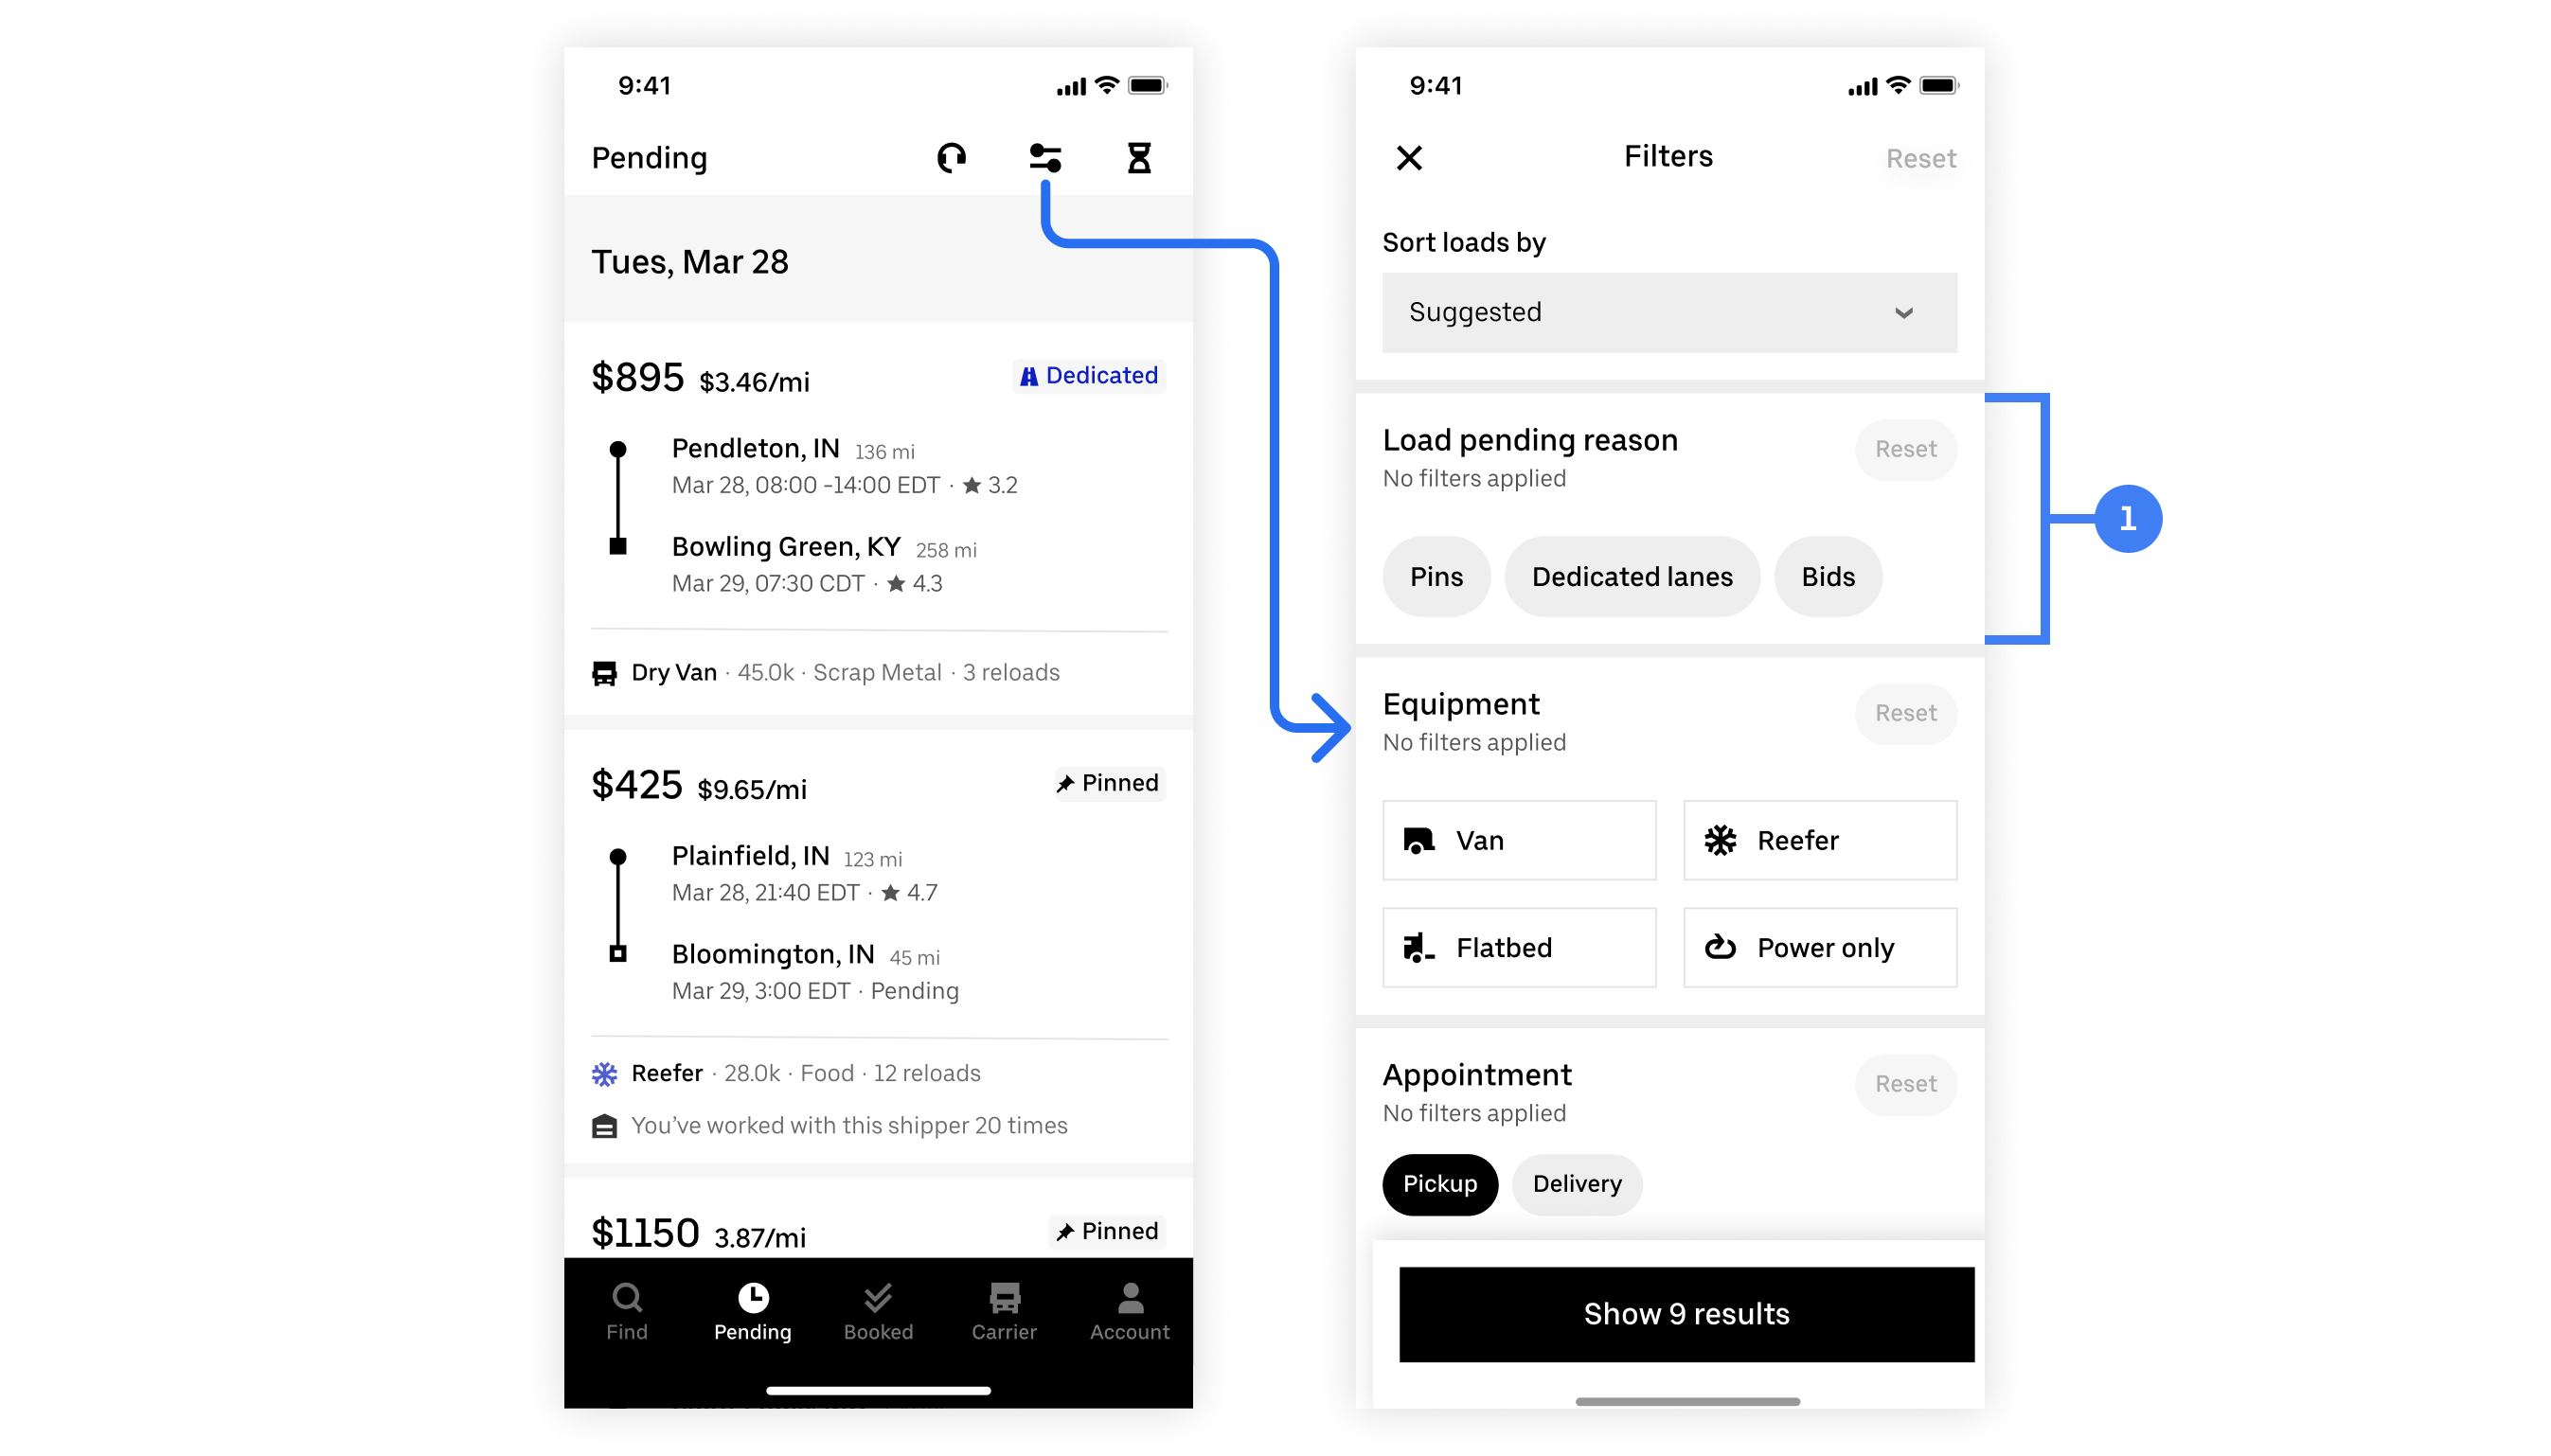 9:41
Pending
Tues, Mar 28
$895 $3.46/mi Dedicated
Pendleton, IN 136 mi
Mar 28, 08:00 -14:00 EDT · ★ 3.2
Bowling Green, KY 258 mi
Mar 29, 07:30 CDT · ★ 4.3
Dry Van · 45.0k · Scrap Metal · 3 reloads
$425 $9.65/mi Pinned
Plainfield, IN 123 mi
Mar 28, 21:40 EDT · ★ 4.7
Bloomington, IN 45 mi
Mar 29, 3:00 EDT · Pending
Reefer · 28.0k · Food · 12 reloads
You’ve worked with this shipper 20 times
$1150 3.87/mi Pinned
Find Pending Booked Carrier Account
9:41
Filters Reset
Sort loads by
Suggested
Load pending reason Reset
No filters applied
Pins Dedicated lanes Bids
1
Equipment Reset
No filters applied
Van Reefer
Flatbed Power only
Appointment Reset
No filters applied
Pickup Delivery
Show 9 results